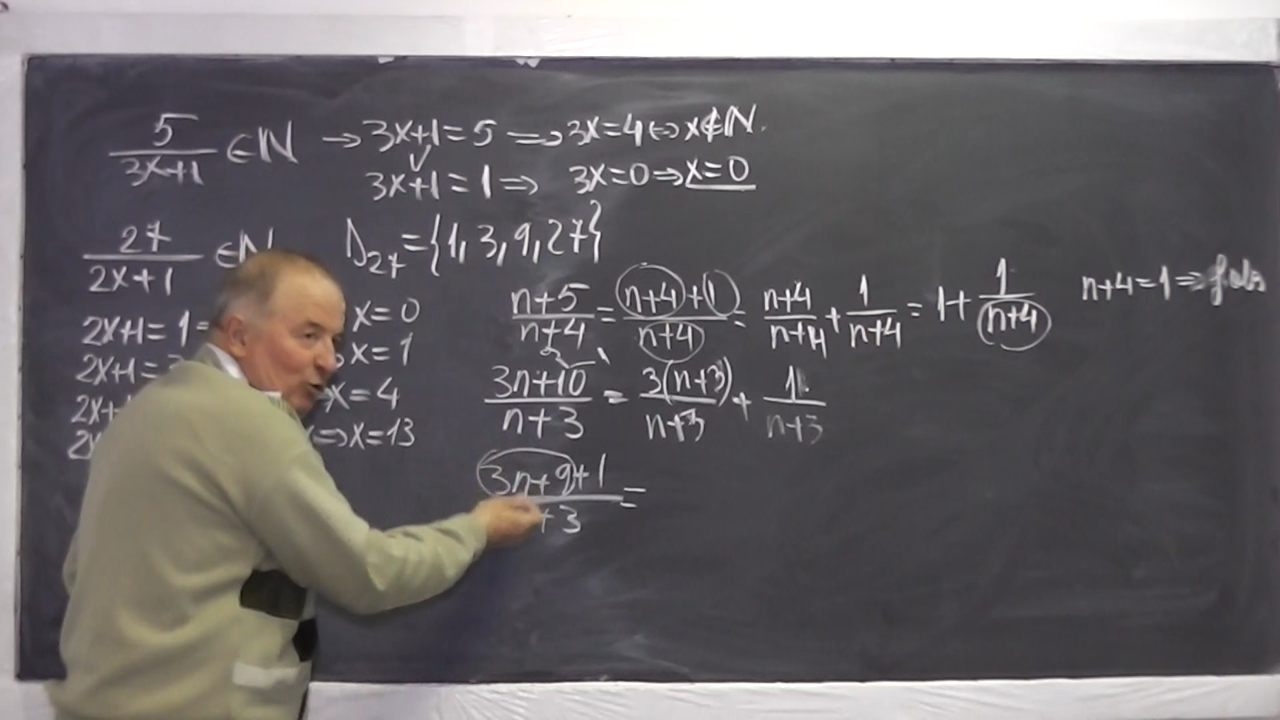 5/(3x+1) ∈ N → 3x+1 = 5 ⇒ 3x = 4 ⇔ x ∉ N.
3x+1 = 1 ⇒ 3x = 0 ⇒ x = 0
27/(2x+1) ∈ N D₂₇ = {1, 3, 9, 27}
2x+1 = 1 = x = 0
2x+1 = x = 1
2x+ x = 4
2x ⇒ x = 13
(n+5)/(n+4) = ((n+4)+1)/(n+4) = (n+4)/(n+4) + 1/(n+4) = 1 + 1/(n+4) n+4 = 1 ⇒ fals
(3n+10)/(n+3) = 3(n+3)/(n+3) + 1/(n+3)
(3n+9+1)/( +3) =